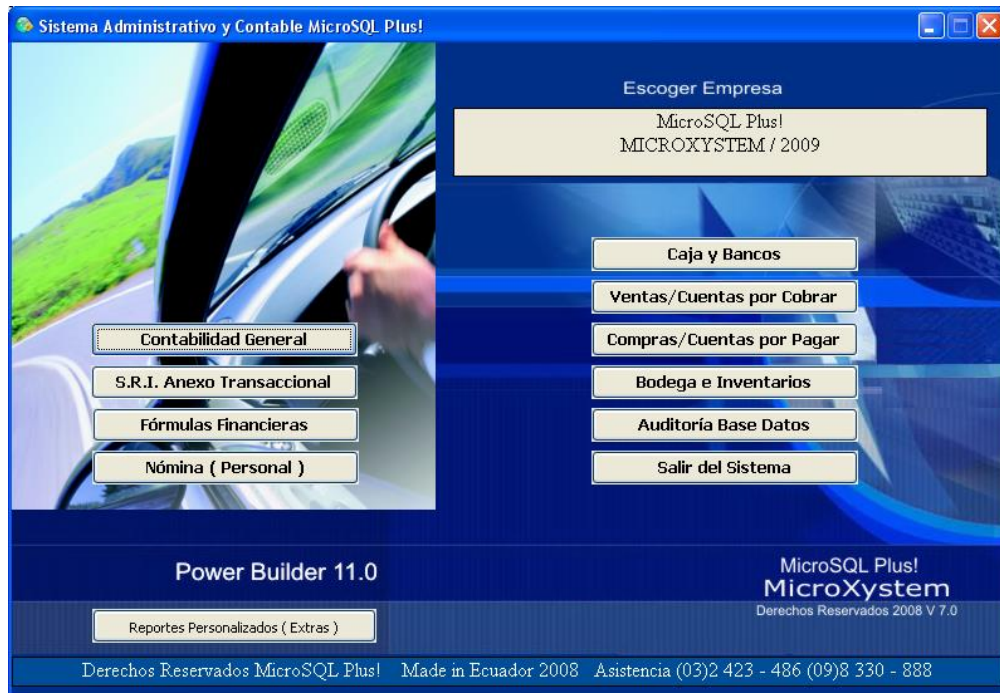 Sistema Administrativo y Contable MicroSQL Plus!
Escoger Empresa
MicroSQL Plus!
MICROXYSTEM / 2009
Caja y Bancos
Ventas/Cuentas por Cobrar
Contabilidad General
Compras/Cuentas por Pagar
S.R.I. Anexo Transaccional
Bodega e Inventarios
Fórmulas Financieras
Auditoría Base Datos
Nómina ( Personal )
Salir del Sistema
Power Builder 11.0
MicroSQL Plus!
MicroXystem
Derechos Reservados 2008 V 7.0
Reportes Personalizados ( Extras )
Derechos Reservados MicroSQL Plus! Made in Ecuador 2008 Asistencia (03)2 423 - 486 (09)8 330 - 888